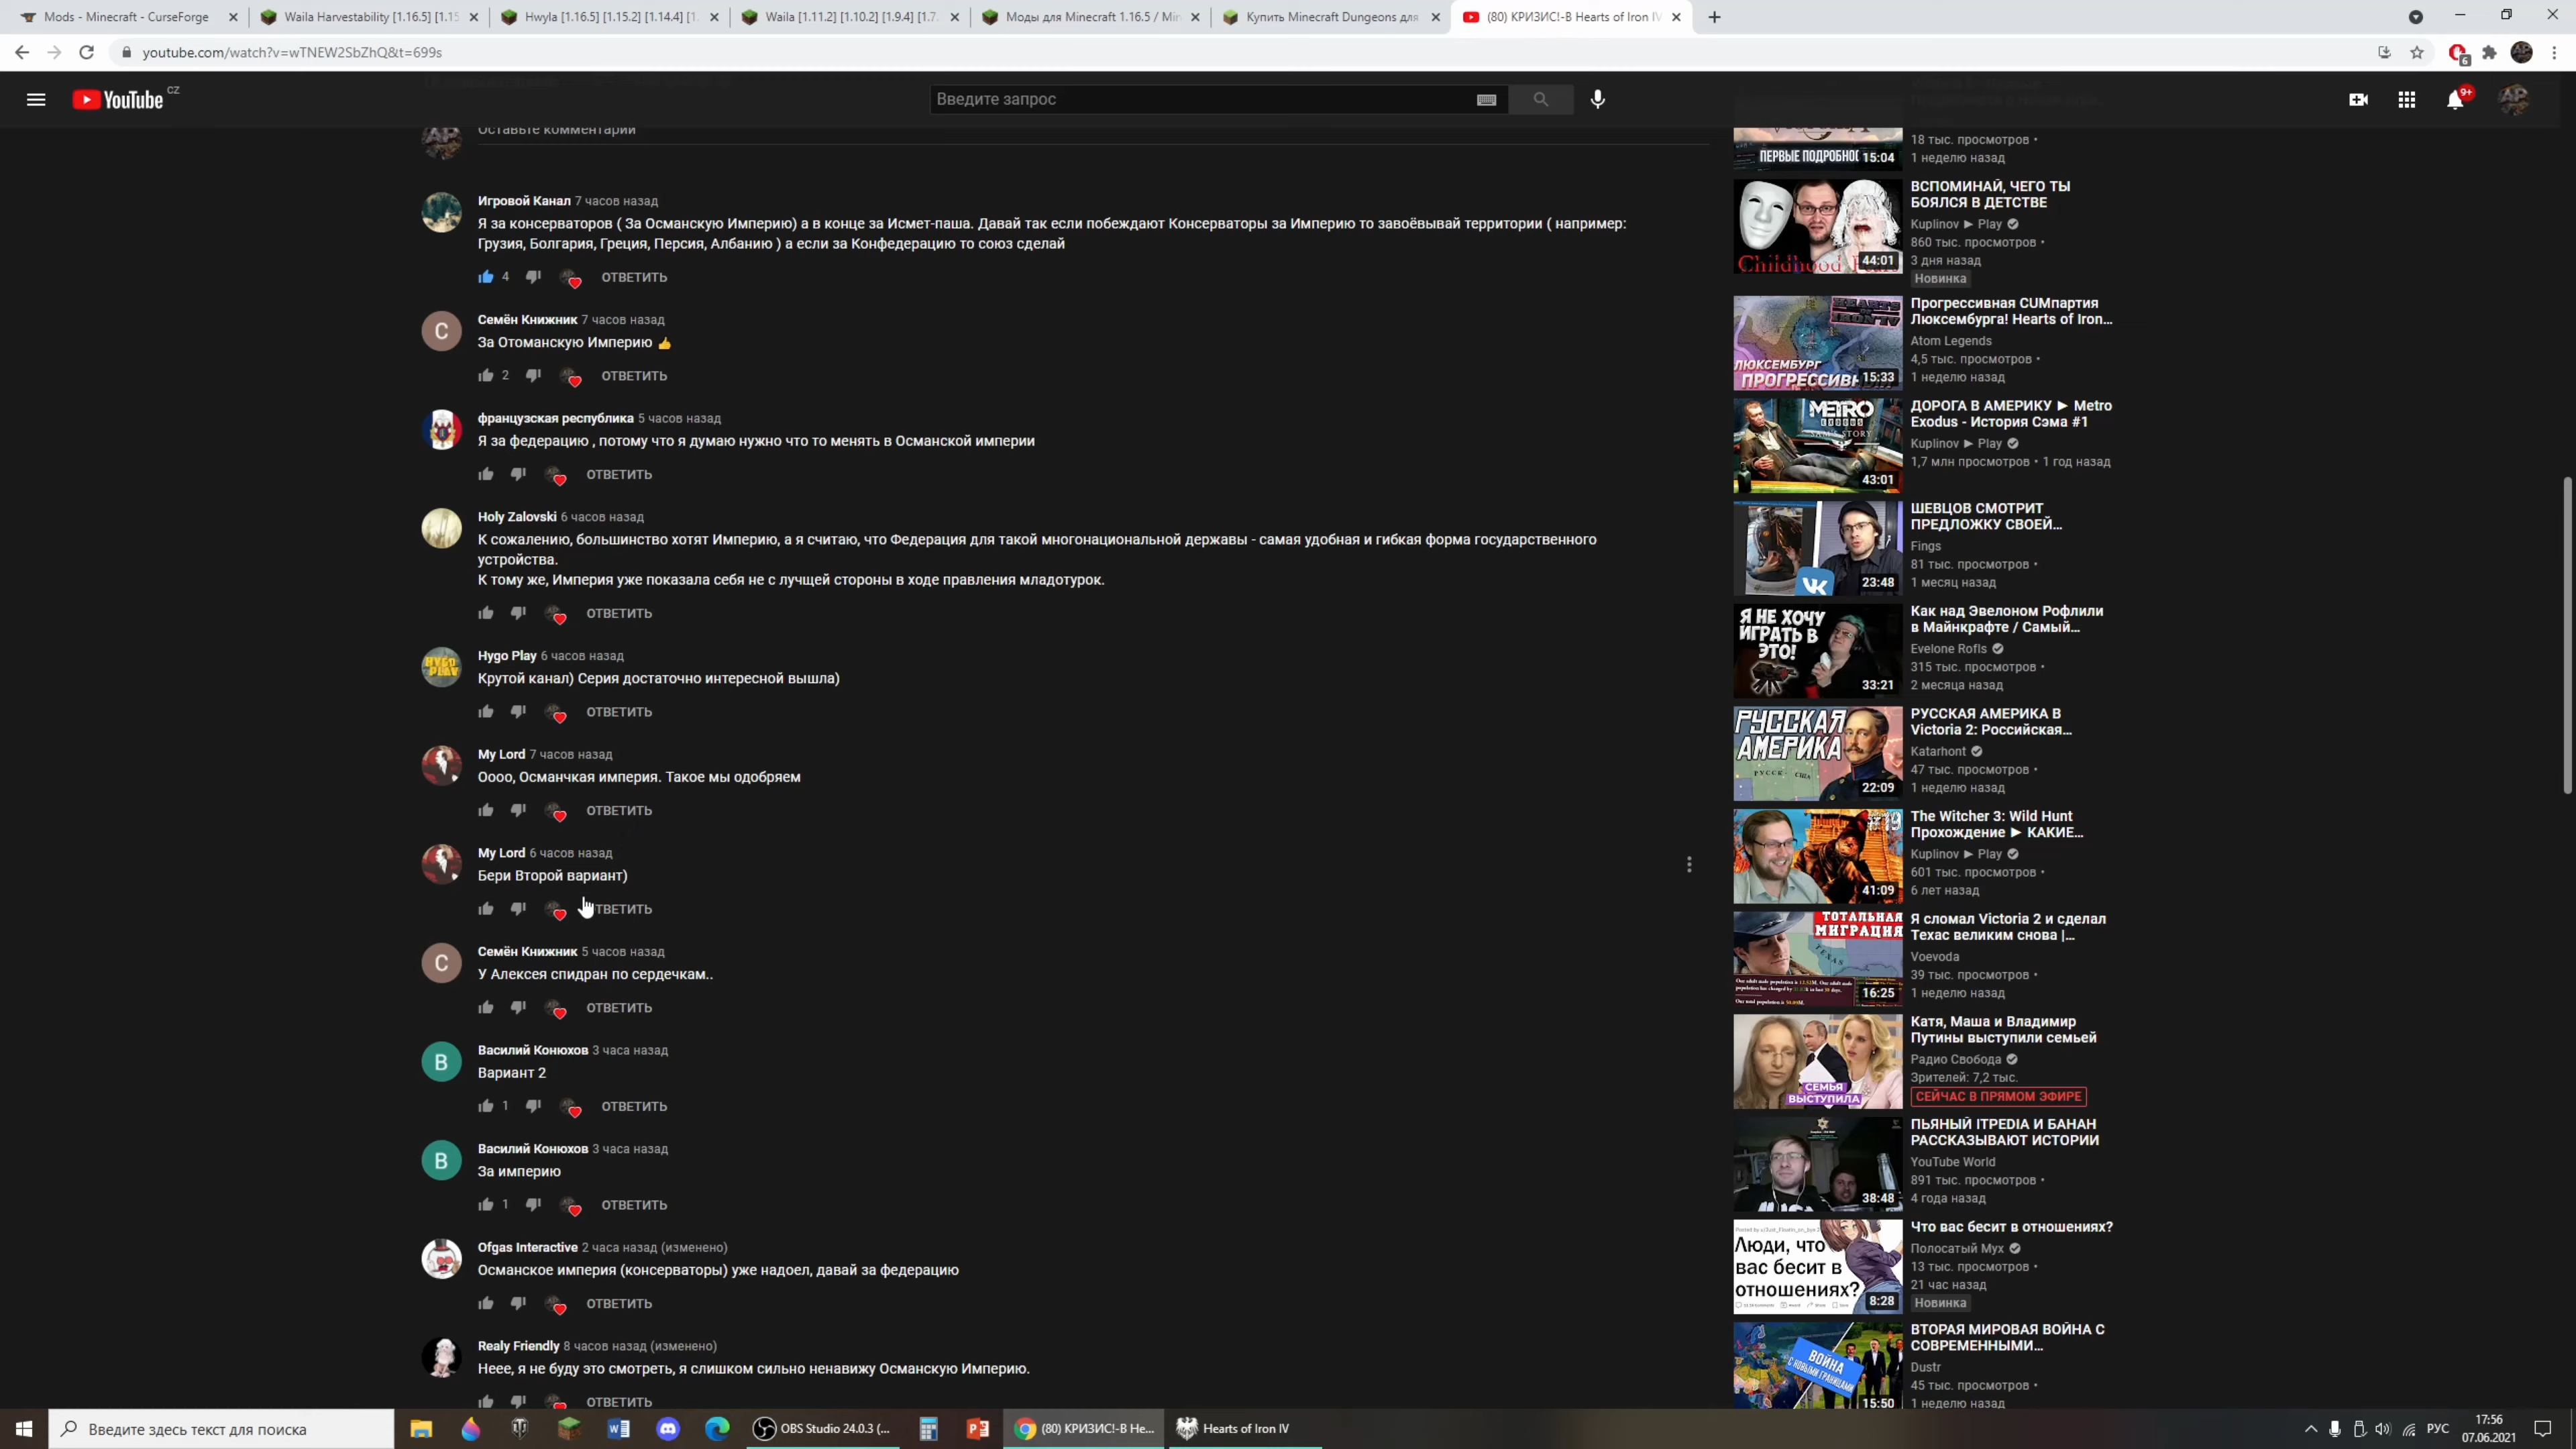 Mods - Minecraft - CurseForge
Waila Harvestability [1.16.5] [1.15
Hwyla [1.16.5] [1.15.2] [1.14.4] [1.
Waila [1.11.2] [1.10.2] [1.9.4] [1.7.
Моды для Minecraft 1.16.5 / Min
Купить Minecraft Dungeons для
(80) КРИЗИС!-В Hearts of Iron IV
youtube.com/watch?v=wTNEW2SbZhQ&t=699s
6
YouTube CZ
Введите запрос
9+
Оставьте комментарий
Игровой Канал 7 часов назад
Я за консерваторов ( За Османскую Империю) а в конце за Исмет-паша. Давай так если побеждают Консерваторы за Империю то завоёвывай территории ( например:
Грузия, Болгария, Греция, Персия, Албанию ) а если за Конфедерацию то союз сделай
4 ОТВЕТИТЬ
Семён Книжник 7 часов назад
За Отоманскую Империю 👍
2 ОТВЕТИТЬ
французская республика 5 часов назад
Я за федерацию , потому что я думаю нужно что то менять в Османской империи
ОТВЕТИТЬ
Holy Zalovski 6 часов назад
К сожалению, большинство хотят Империю, а я считаю, что Федерация для такой многонациональной державы - самая удобная и гибкая форма государственного
устройства.
К тому же, Империя уже показала себя не с лучшей стороны в ходе правления младотурок.
ОТВЕТИТЬ
Hygo Play 6 часов назад
Крутой канал) Серия достаточно интересной вышла)
ОТВЕТИТЬ
My Lord 7 часов назад
Оооо, Османчкая империя. Такое мы одобряем
ОТВЕТИТЬ
My Lord 6 часов назад
Бери Второй вариант)
ТВЕТИТЬ
Семён Книжник 5 часов назад
У Алексея спидран по сердечкам..
ОТВЕТИТЬ
Василий Конюхов 3 часа назад
Вариант 2
1 ОТВЕТИТЬ
Василий Конюхов 3 часа назад
За империю
1 ОТВЕТИТЬ
Ofgas Interactive 2 часа назад (изменено)
Османское империя (консерваторы) уже надоел, давай за федерацию
ОТВЕТИТЬ
Realy Friendly 8 часов назад (изменено)
Неее, я не буду это смотреть, я слишком сильно ненавижу Османскую Империю.
ОТВЕТИТЬ
ПЕРВЫЕ ПОДРОБНОС 15:04
18 тыс. просмотров •
1 неделю назад
Childhood 44:01
ВСПОМИНАЙ, ЧЕГО ТЫ
БОЯЛСЯ В ДЕТСТВЕ
Kuplinov ► Play
860 тыс. просмотров •
3 дня назад
Новинка
HEARTS OF IRON IV
ЛЮКСЕМБУРГ
ПРОГРЕССИВН 15:33
Прогрессивная CUMпартия
Люксембурга! Hearts of Iron...
Atom Legends
4,5 тыс. просмотров •
1 неделю назад
METRO
EXODUS
SAM'S STORY
43:01
ДОРОГА В АМЕРИКУ ► Metro
Exodus - История Сэма #1
Kuplinov ► Play
1,7 млн просмотров • 1 год назад
23:48
ШЕВЦОВ СМОТРИТ
ПРЕДЛОЖКУ СВОЕЙ...
Fings
81 тыс. просмотров •
1 месяц назад
Я НЕ ХОЧУ
ИГРАТЬ В
ЭТО!
33:21
Как над Эвелоном Рофлили
в Майнкрафте / Самый...
Evelone Rofls
315 тыс. просмотров •
2 месяца назад
РУССКАЯ
АМЕРИКА
22:09
РУССКАЯ АМЕРИКА В
Victoria 2: Российская...
Katarhont
47 тыс. просмотров •
1 неделю назад
#19
41:09
The Witcher 3: Wild Hunt
Прохождение ► КАКИЕ...
Kuplinov ► Play
601 тыс. просмотров •
6 лет назад
ТОТАЛЬНАЯ
МИГРАЦИЯ
TEXAS
16:25
Я сломал Victoria 2 и сделал
Техас великим снова |...
Voevoda
39 тыс. просмотров •
1 неделю назад
СЕМЬЯ
ВЫСТУПИЛА
Катя, Маша и Владимир
Путины выступили семьей
Радио Свобода
Зрителей: 7,2 тыс.
СЕЙЧАС В ПРЯМОМ ЭФИРЕ
38:48
ПЬЯНЫЙ ITPEDIA И БАНАН
РАССКАЗЫВАЮТ ИСТОРИИ
YouTube World
891 тыс. просмотров •
4 года назад
Люди, что
вас бесит в
отношениях?
8:28
Что вас бесит в отношениях?
Полосатый Мух
13 тыс. просмотров •
21 час назад
Новинка
ВОЙНА
С НОВЫМИ ГРАНИЦАМИ
15:50
ВТОРАЯ МИРОВАЯ ВОЙНА С
СОВРЕМЕННЫМИ...
Dustr
45 тыс. просмотров •
1 неделю назад
Введите здесь текст для поиска
OBS Studio 24.0.3 (...
(80) КРИЗИС!-В He...
Hearts of Iron IV
РУС
17:56
07.06.2021